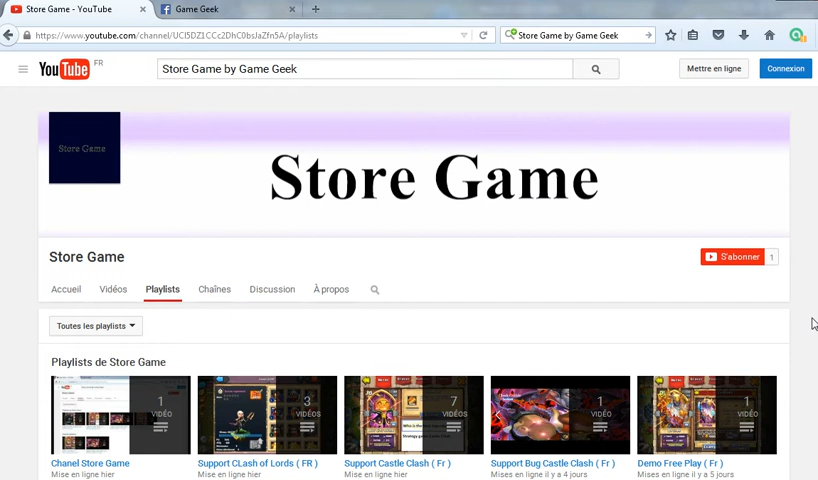 Store Game - YouTube
Game Geek
https://www.youtube.com/channel/UCl5DZ1CCc2DhC0bsJaZfn5A/playlists
Store Game by Game Geek
YouTube FR
Store Game by Game Geek
Mettre en ligne
Connexion
Store Game
Store Game
Store Game
S'abonner 1
Accueil Vidéos Playlists Chaînes Discussion À propos
Toutes les playlists
Playlists de Store Game
1 VIDÉO
3 VIDÉOS
7 VIDÉOS
1 VIDÉO
1 VIDÉO
Chanel Store Game
Support CLash of Lords ( FR )
Support Castle Clash ( Fr )
Support Bug Castle Clash ( Fr )
Demo Free Play ( Fr )
Mise en ligne hier
Mise en ligne hier
Mise en ligne hier
Mises en ligne il y a 4 jours
Mises en ligne il y a 5 jours